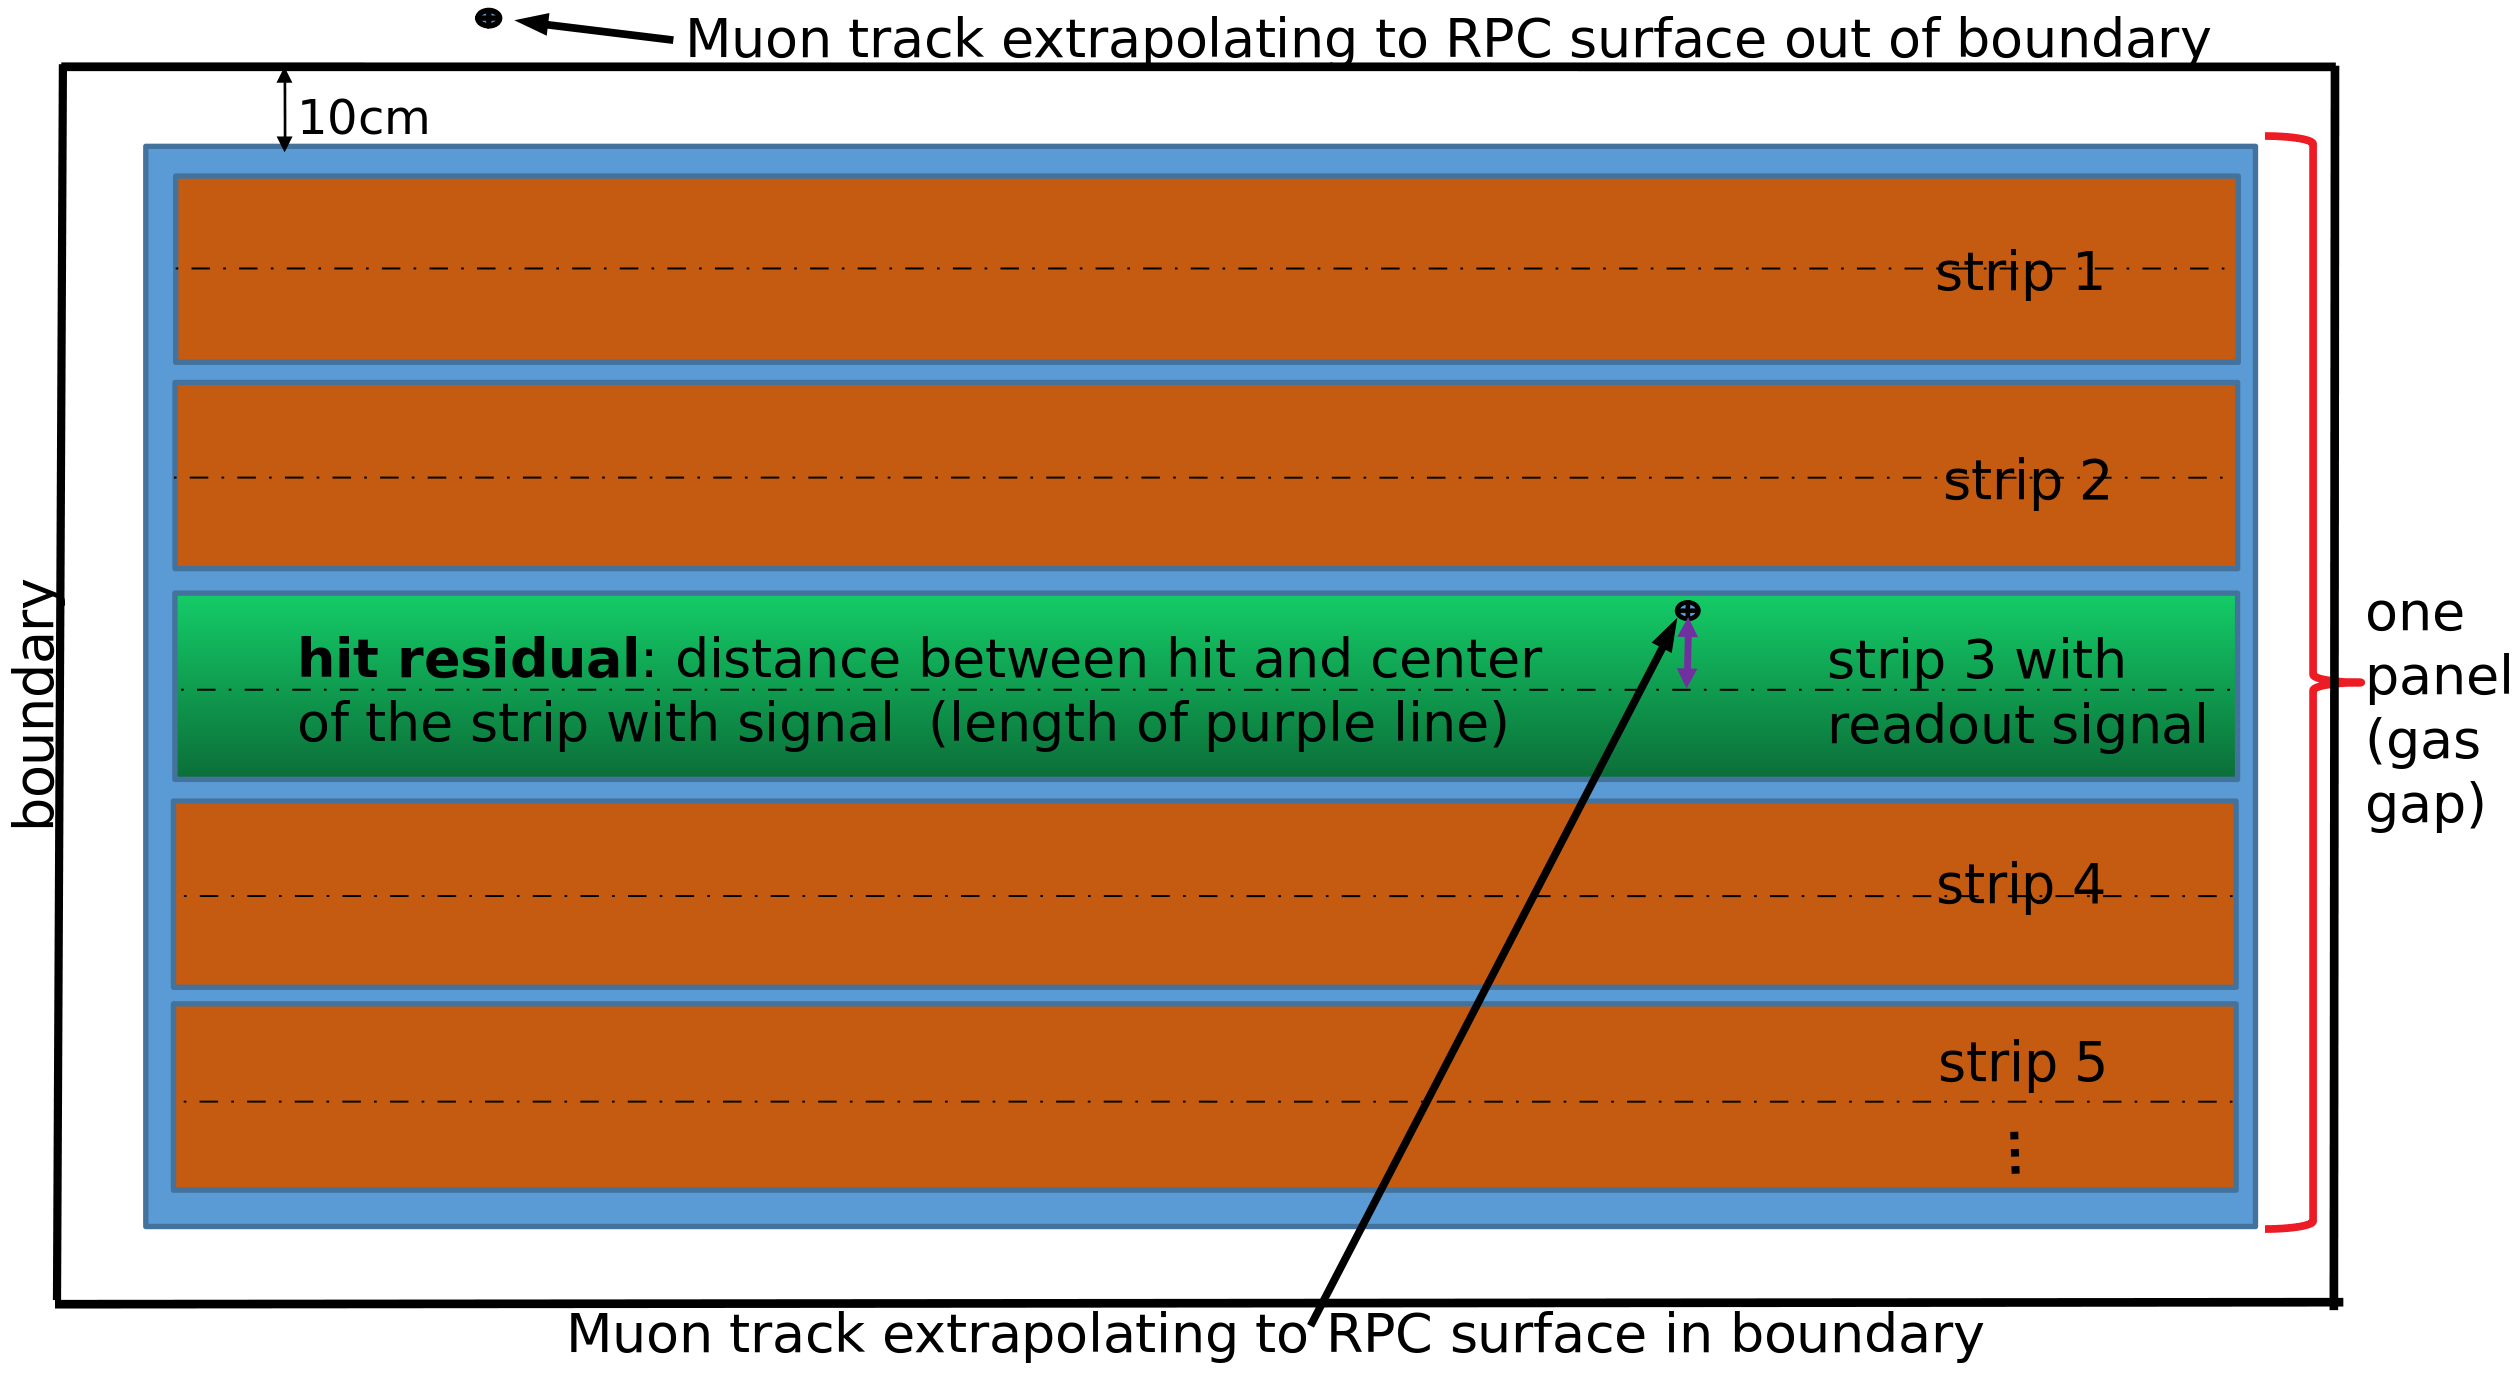 Muon track extrapolating to RPC surface out of boundary
10cm
strip 1
strip 2
boundary
hit residual: distance between hit and center
of the strip with signal (length of purple line)
strip 3 with
readout signal
one
panel
(gas
gap)
strip 4
strip 5
...
Muon track extrapolating to RPC surface in boundary